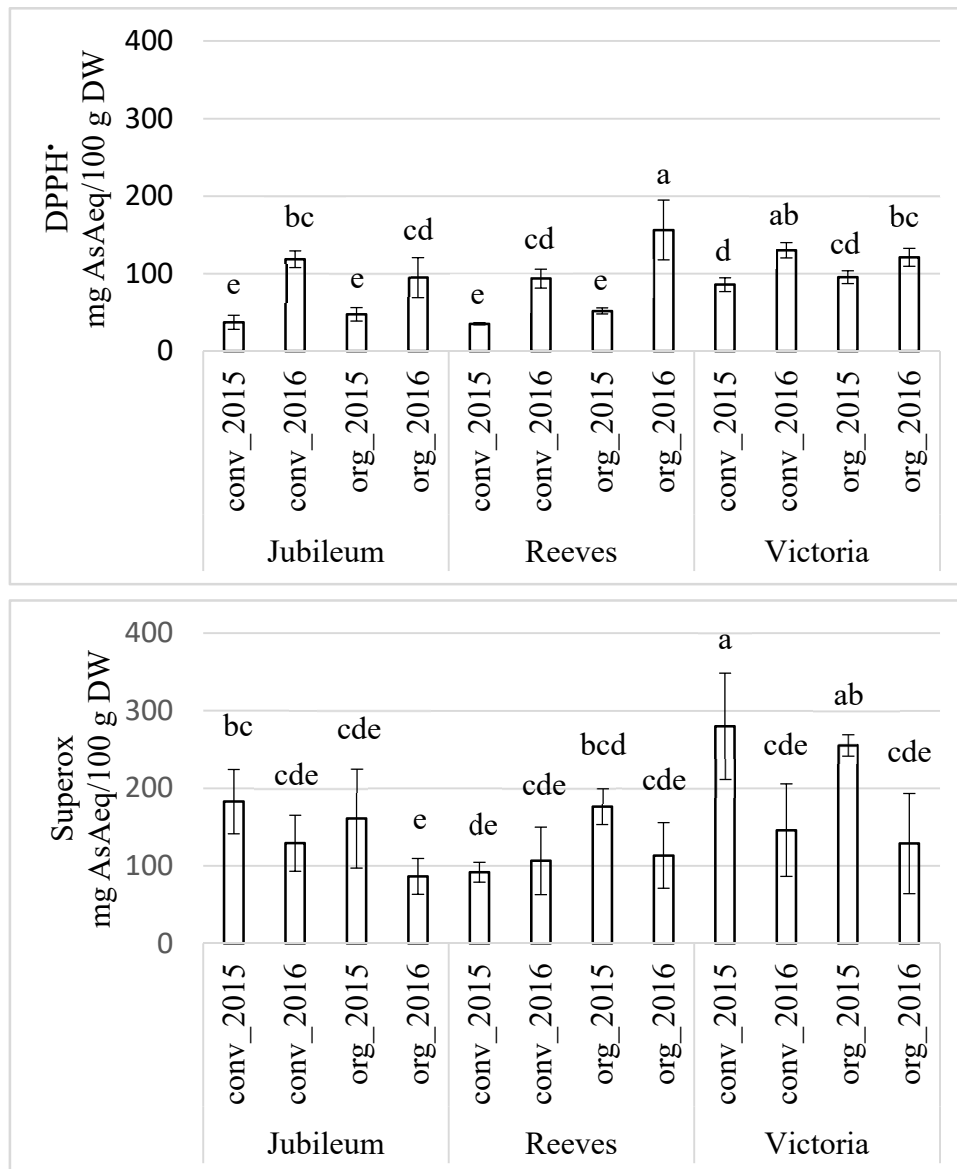 DPPH•
mg AsAeq/100 g DW
400
300
200
100
0
e
bc
e
cd
e
cd
e
a
d
ab
cd
bc
conv_2015
conv_2016
org_2015
org_2016
conv_2015
conv_2016
org_2015
org_2016
conv_2015
conv_2016
org_2015
org_2016
Jubileum
Reeves
Victoria
Superox
mg AsAeq/100 g DW
400
300
200
100
0
bc
cde
cde
e
de
cde
bcd
cde
a
cde
ab
cde
conv_2015
conv_2016
org_2015
org_2016
conv_2015
conv_2016
org_2015
org_2016
conv_2015
conv_2016
org_2015
org_2016
Jubileum
Reeves
Victoria